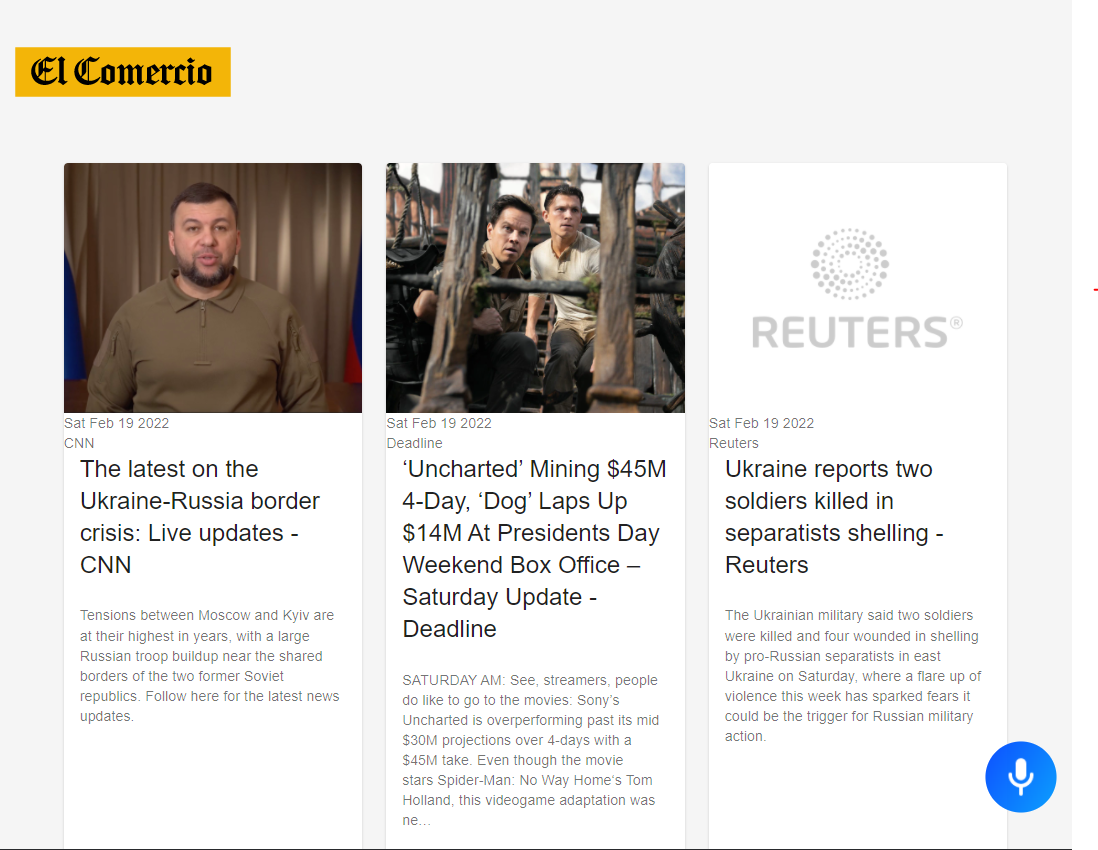 El Comercio
REUTERS®
Sat Feb 19 2022
CNN
The latest on the
Ukraine-Russia border
crisis: Live updates -
CNN
Tensions between Moscow and Kyiv are
at their highest in years, with a large
Russian troop buildup near the shared
borders of the two former Soviet
republics. Follow here for the latest news
updates.
Sat Feb 19 2022
Deadline
‘Uncharted’ Mining $45M
4-Day, ‘Dog’ Laps Up
$14M At Presidents Day
Weekend Box Office –
Saturday Update -
Deadline
SATURDAY AM: See, streamers, people
do like to go to the movies: Sony’s
Uncharted is overperforming past its mid
$30M projections over 4-days with a
$45M take. Even though the movie
stars Spider-Man: No Way Home‘s Tom
Holland, this videogame adaptation was
ne…
Sat Feb 19 2022
Reuters
Ukraine reports two
soldiers killed in
separatists shelling -
Reuters
The Ukrainian military said two soldiers
were killed and four wounded in shelling
by pro-Russian separatists in east
Ukraine on Saturday, where a flare up of
violence this week has sparked fears it
could be the trigger for Russian military
action.